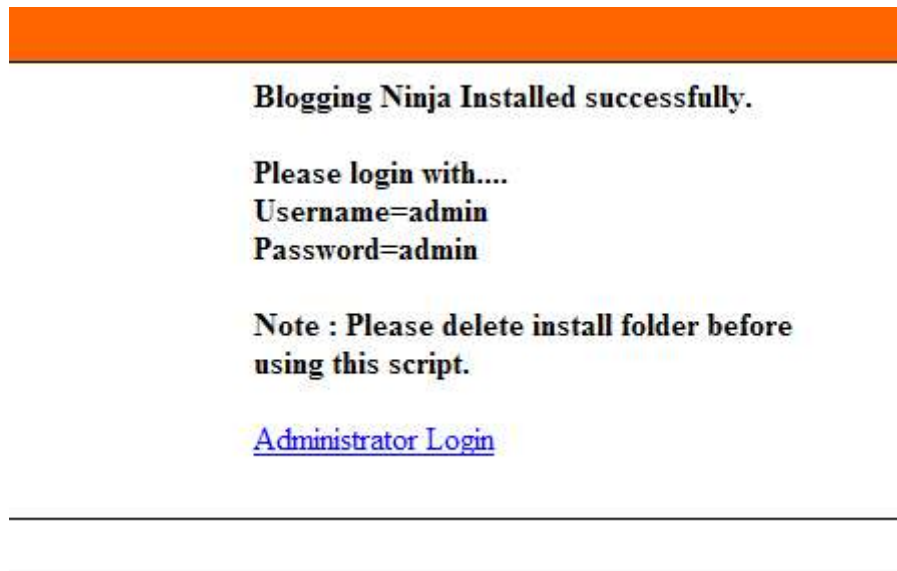 Blogging Ninja Installed successfully.
Please login with....
Username=admin
Password=admin
Note : Please delete install folder before
using this script.
Administrator Login